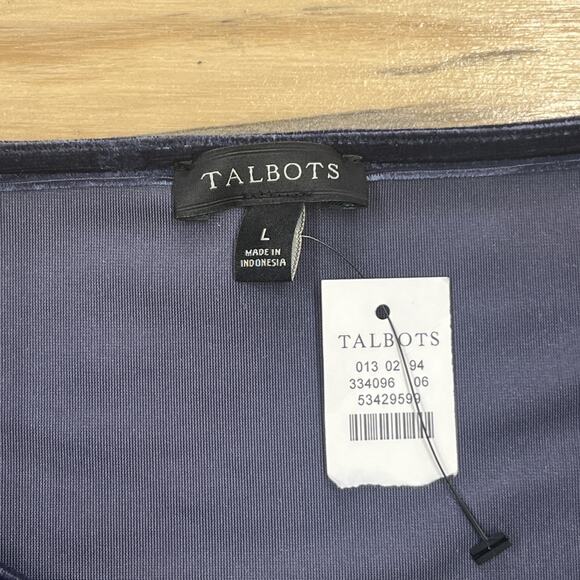 TALBOTS
L
MADE IN
INDONESIA
TALBOTS
013 02 94
334096 06
53429599